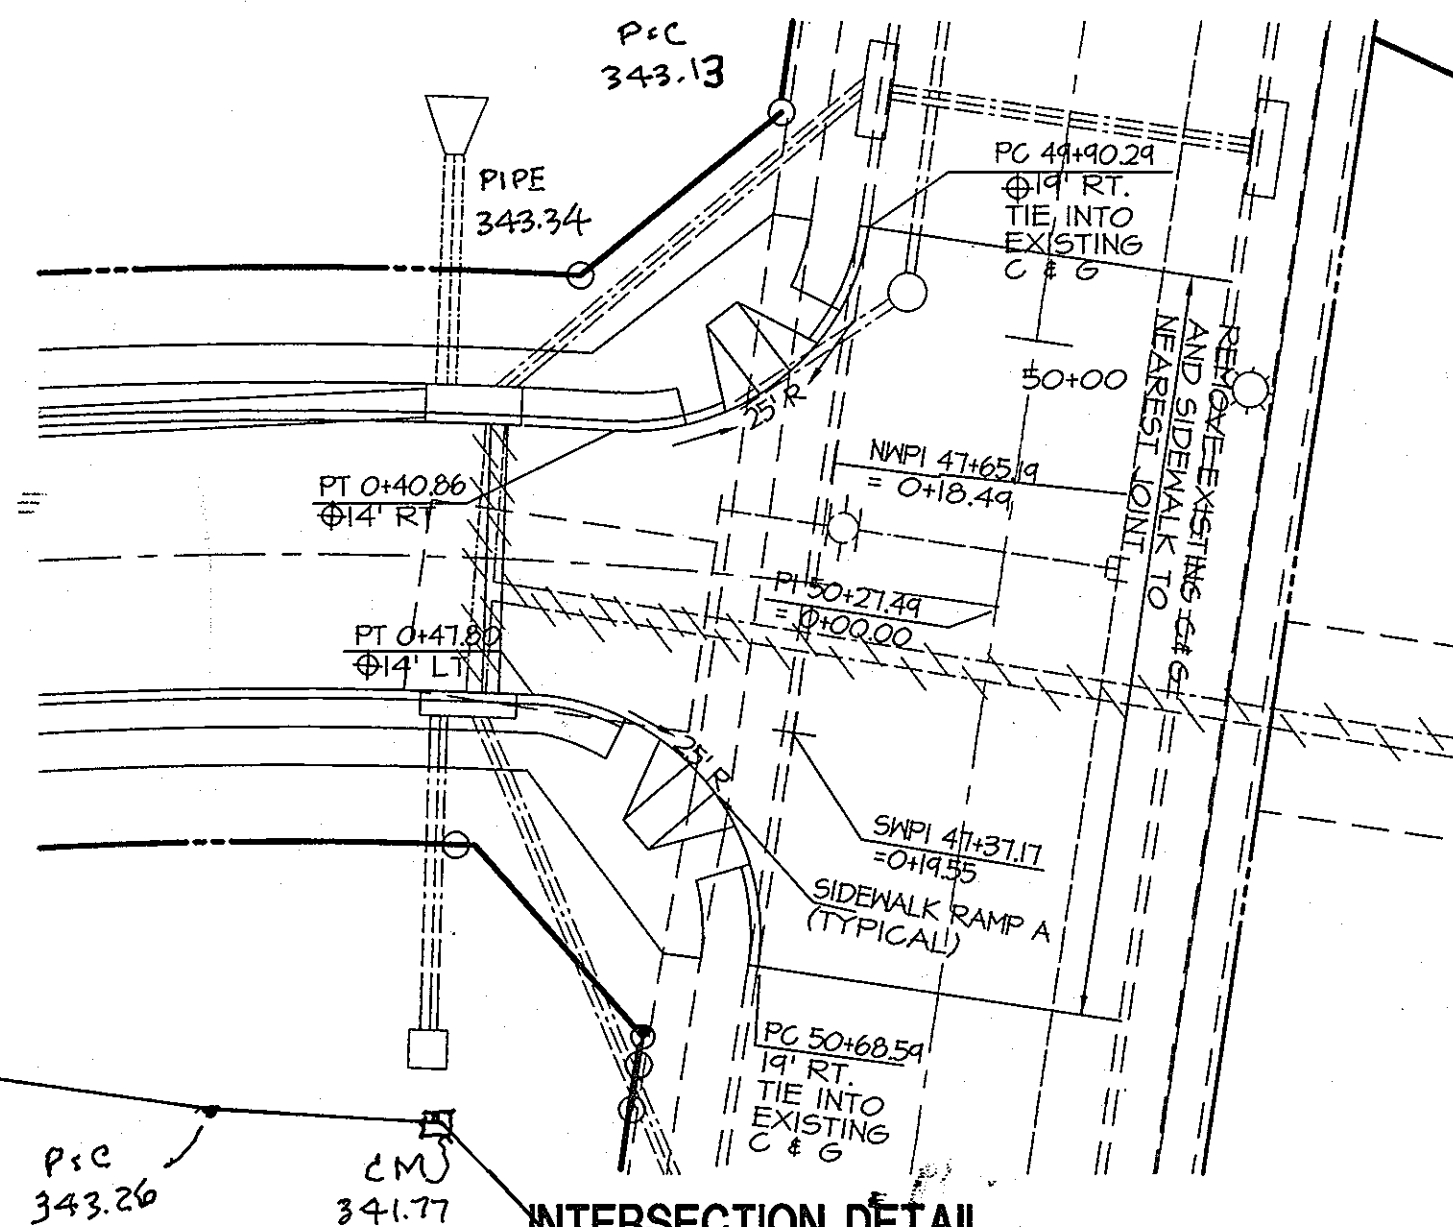 P&C
343.13
PIPE
343.34
PC 49+90.29
19' RT.
TIE INTO
EXISTING
C & G
50+00
REMOVE EXISTING C & G
AND SIDEWALK TO
NEAREST JOINT
25' R
NWPI 47+65.19
= 0+18.49
PT 0+40.86
14' RT
PI 50+27.49
= 0+00.00
PT 0+47.80
14' LT
25' R
SWPI 47+37.17
=0+19.55
SIDEWALK RAMP A
(TYPICAL)
PC 50+68.59
19' RT.
TIE INTO
EXISTING
C & G
P&C
343.26
CM
341.77
INTERSECTION DETAIL